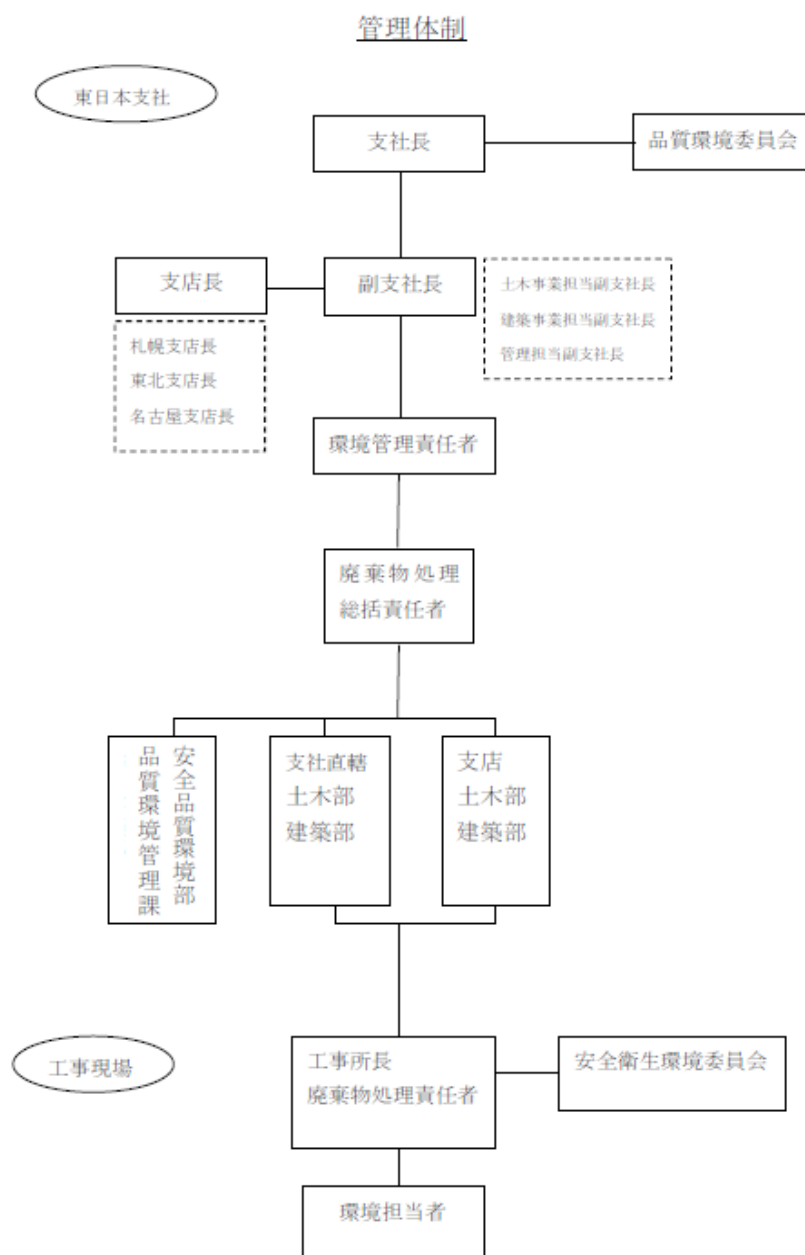 管理体制
東日本支社
支社長
品質環境委員会
支店長
副支社長
土木事業担当副支社長
建築事業担当副支社長
管理担当副支社長
札幌支店長
東北支店長
名古屋支店長
環境管理責任者
廃棄物処理
総括責任者
安全品質環境部
品質環境管理課
支社直轄
土木部
建築部
支店
土木部
建築部
工事現場
工事所長
廃棄物処理責任者
安全衛生環境委員会
環境担当者